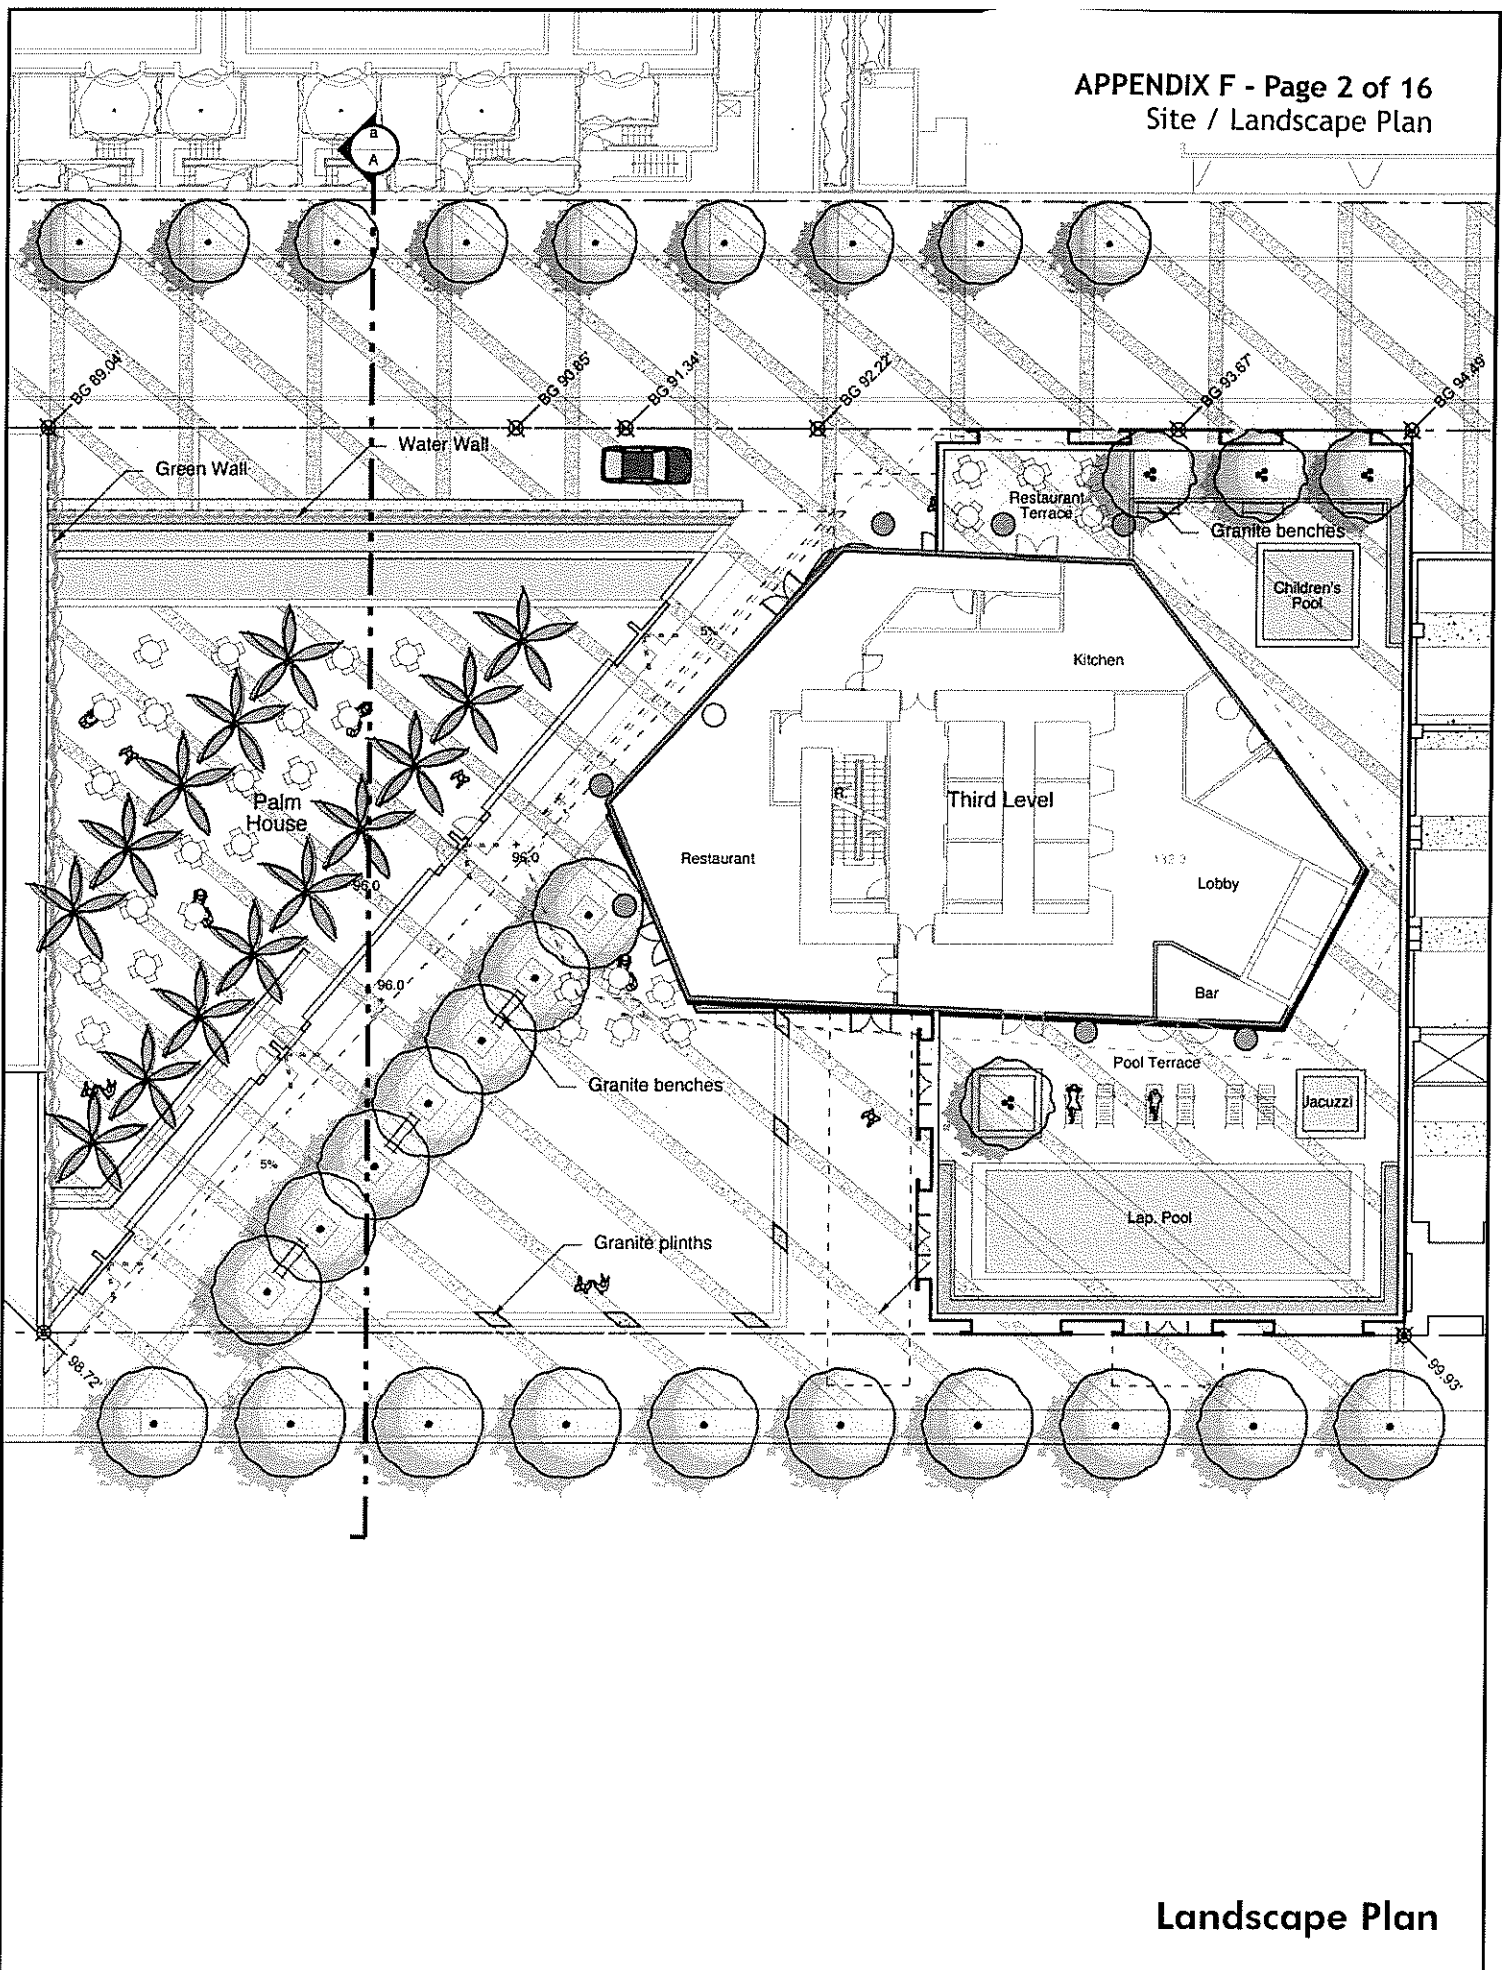 APPENDIX F - Page 2 of 16
Site / Landscape Plan
a
A
BG 89.04'
BG 90.85'
BG 91.34'
BG 92.22'
BG 93.67'
BG 94.49'
Water Wall
Green Wall
Restaurant
Terrace
Granite benches
Children's
Pool
5%
Kitchen
Palm
House
R.
Third Level
Restaurant
96.0
96.0
Lobby
96.0
Bar
Pool Terrace
Granite benches
Jacuzzi
5%
Lap. Pool
Granite plinths
98.72'
99.93'
Landscape Plan